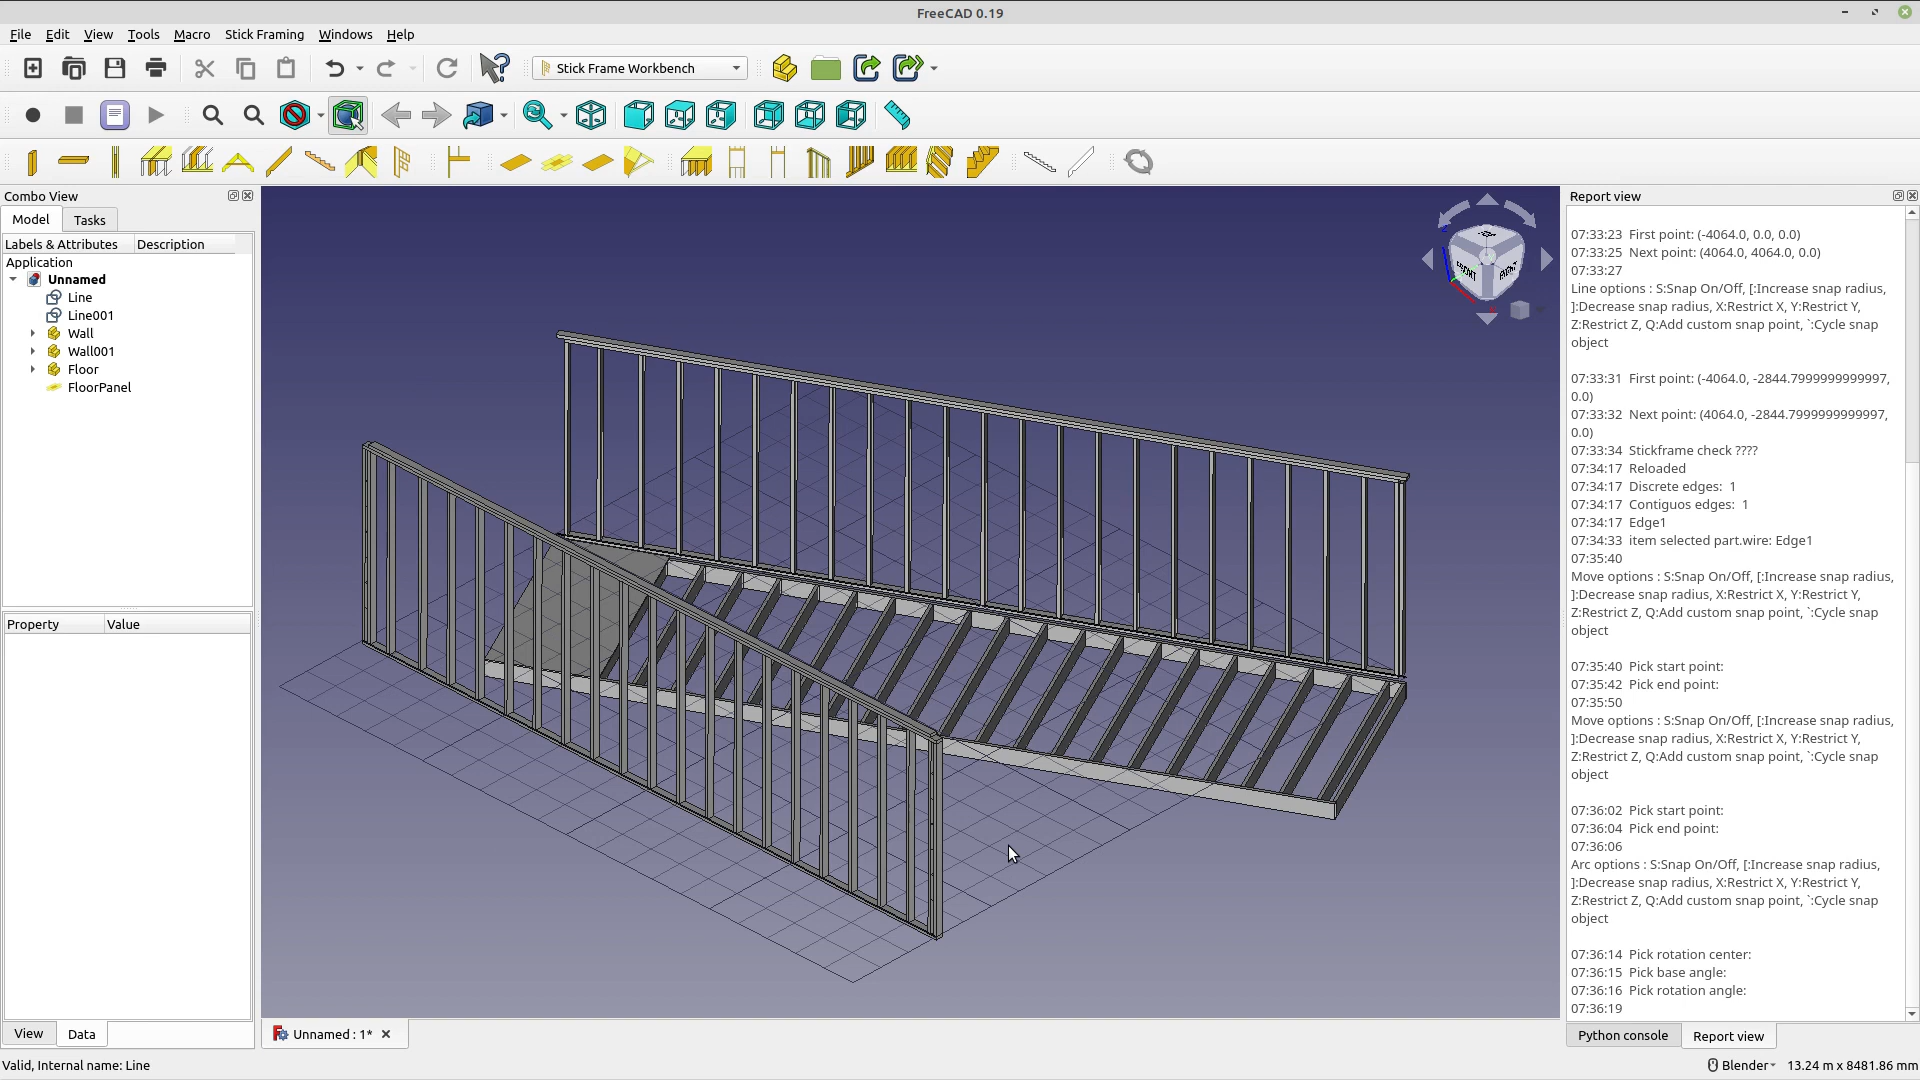 FreeCAD 0.19
File Edit View Tools Macro Stick Framing Windows Help
Stick Frame Workbench
Combo View
Model Tasks
Labels & Attributes Description
Application
Unnamed
Line
Line001
Wall
Wall001
Floor
FloorPanel
Property Value
View Data
FRONT RIGHT
Unnamed : 1*
Report view
07:33:23 First point: (-4064.0, 0.0, 0.0)
07:33:25 Next point: (4064.0, 4064.0, 0.0)
07:33:27
Line options : S:Snap On/Off, [:Increase snap radius,
]:Decrease snap radius, X:Restrict X, Y:Restrict Y,
Z:Restrict Z, Q:Add custom snap point, `:Cycle snap
object
07:33:31 First point: (-4064.0, -2844.7999999999997,
0.0)
07:33:32 Next point: (4064.0, -2844.7999999999997,
0.0)
07:33:34 Stickframe check ????
07:34:17 Reloaded
07:34:17 Discrete edges: 1
07:34:17 Contiguos edges: 1
07:34:17 Edge1
07:34:33 item selected part.wire: Edge1
07:35:40
Move options : S:Snap On/Off, [:Increase snap radius,
]:Decrease snap radius, X:Restrict X, Y:Restrict Y,
Z:Restrict Z, Q:Add custom snap point, `:Cycle snap
object
07:35:40 Pick start point:
07:35:42 Pick end point:
07:35:50
Move options : S:Snap On/Off, [:Increase snap radius,
]:Decrease snap radius, X:Restrict X, Y:Restrict Y,
Z:Restrict Z, Q:Add custom snap point, `:Cycle snap
object
07:36:02 Pick start point:
07:36:04 Pick end point:
07:36:06
Arc options : S:Snap On/Off, [:Increase snap radius,
]:Decrease snap radius, X:Restrict X, Y:Restrict Y,
Z:Restrict Z, Q:Add custom snap point, `:Cycle snap
object
07:36:14 Pick rotation center:
07:36:15 Pick base angle:
07:36:16 Pick rotation angle:
07:36:19
Python console Report view
Valid, Internal name: Line
Blender 13.24 m x 8481.86 mm